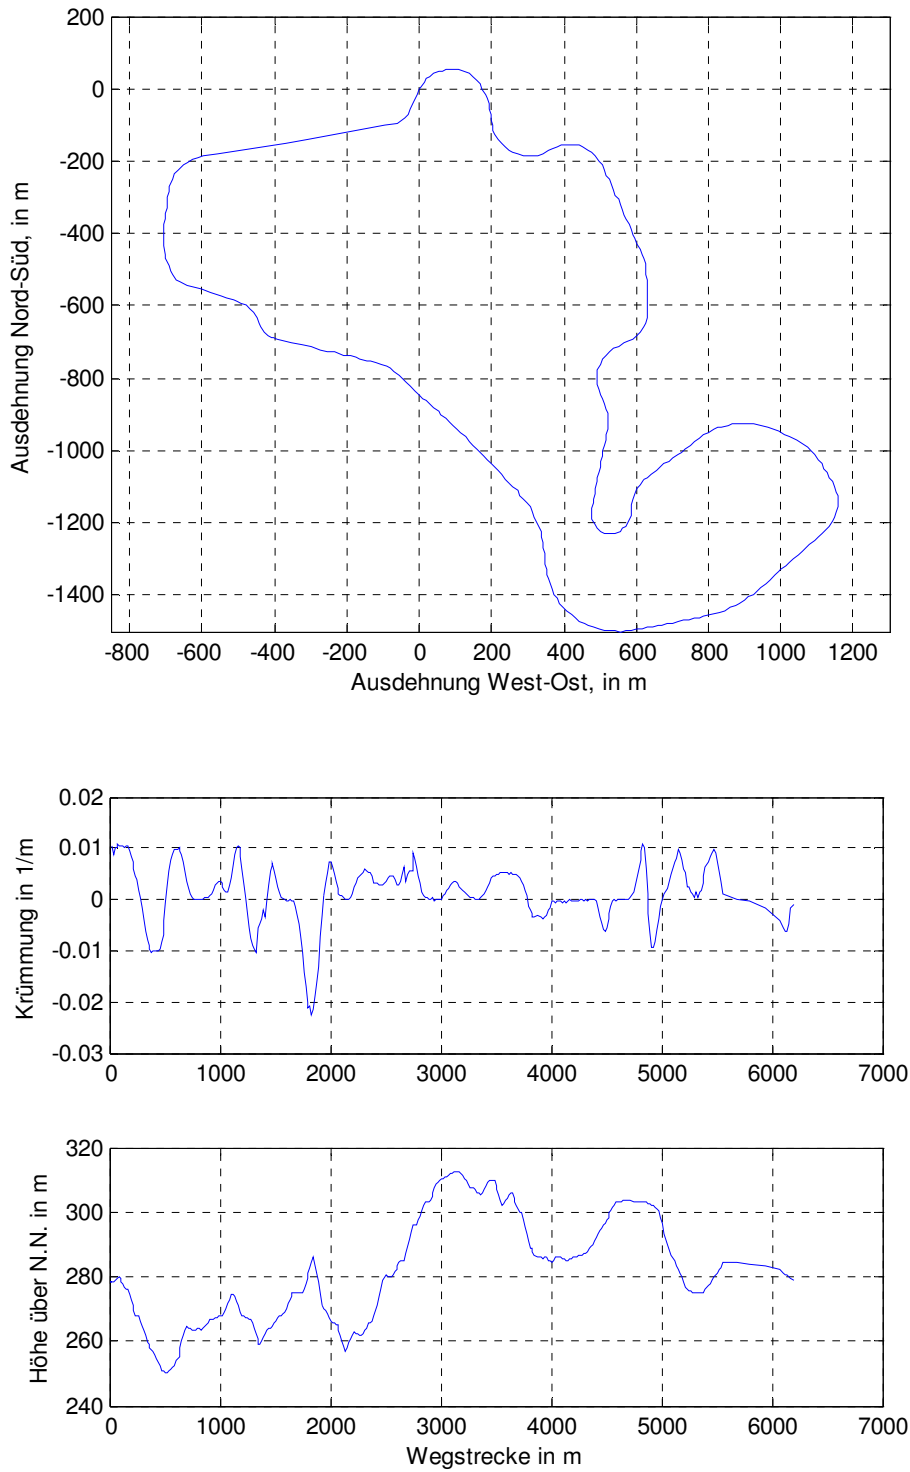 200
0
-200
-400
-600
-800
-1000
-1200
-1400
Ausdehnung Nord-Süd, in m
-800 -600 -400 -200 0 200 400 600 800 1000 1200
Ausdehnung West-Ost, in m
0.02
0.01
0
-0.01
-0.02
-0.03
Krümmung in 1/m
0 1000 2000 3000 4000 5000 6000 7000
320
300
280
260
240
Höhe über N.N. in m
0 1000 2000 3000 4000 5000 6000 7000
Wegstrecke in m